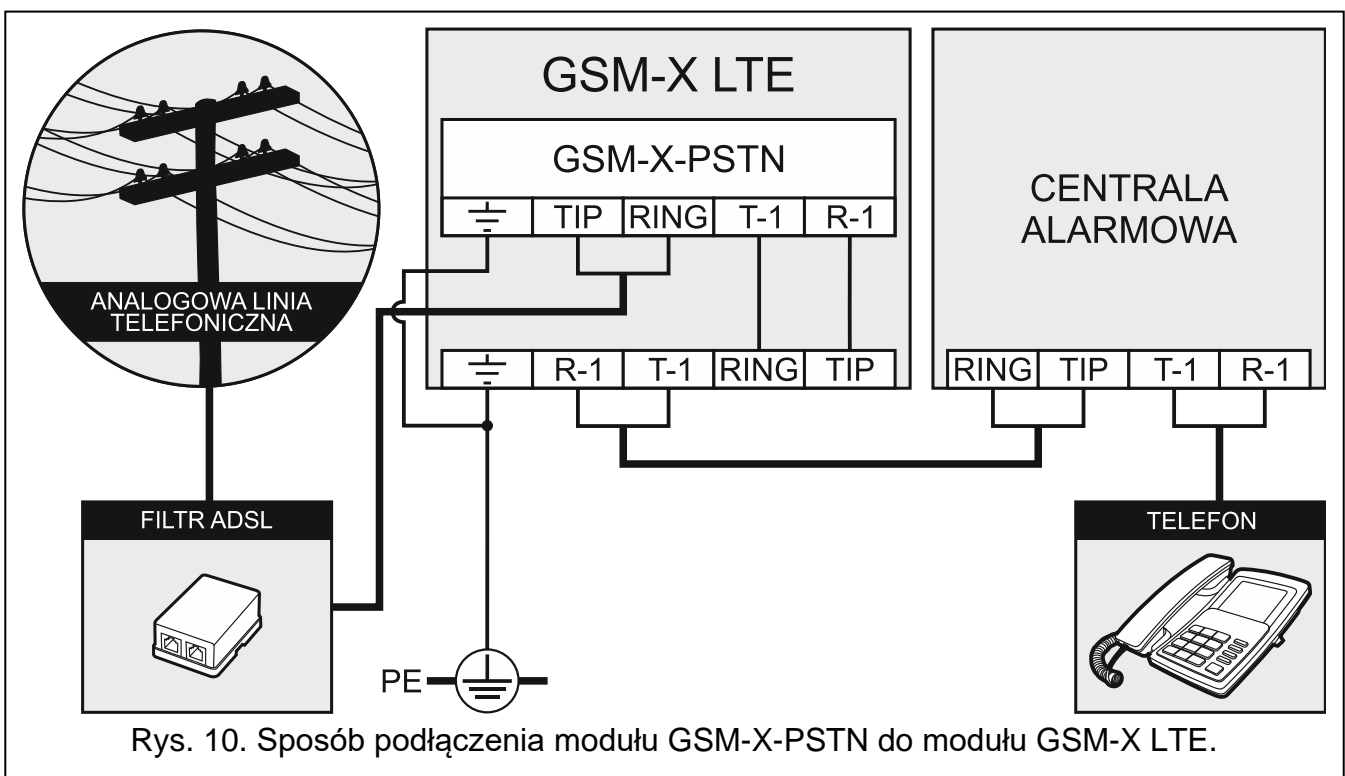 GSM-X LTE
GSM-X-PSTN
TIP RING T-1 R-1
CENTRALA
ALARMOWA
ANALOGOWA LINIA
TELEFONICZNA
R-1 T-1 RING TIP
RING TIP T-1 R-1
FILTR ADSL
TELEFON
PE
Rys. 10. Sposób podłączenia modułu GSM-X-PSTN do modułu GSM-X LTE.